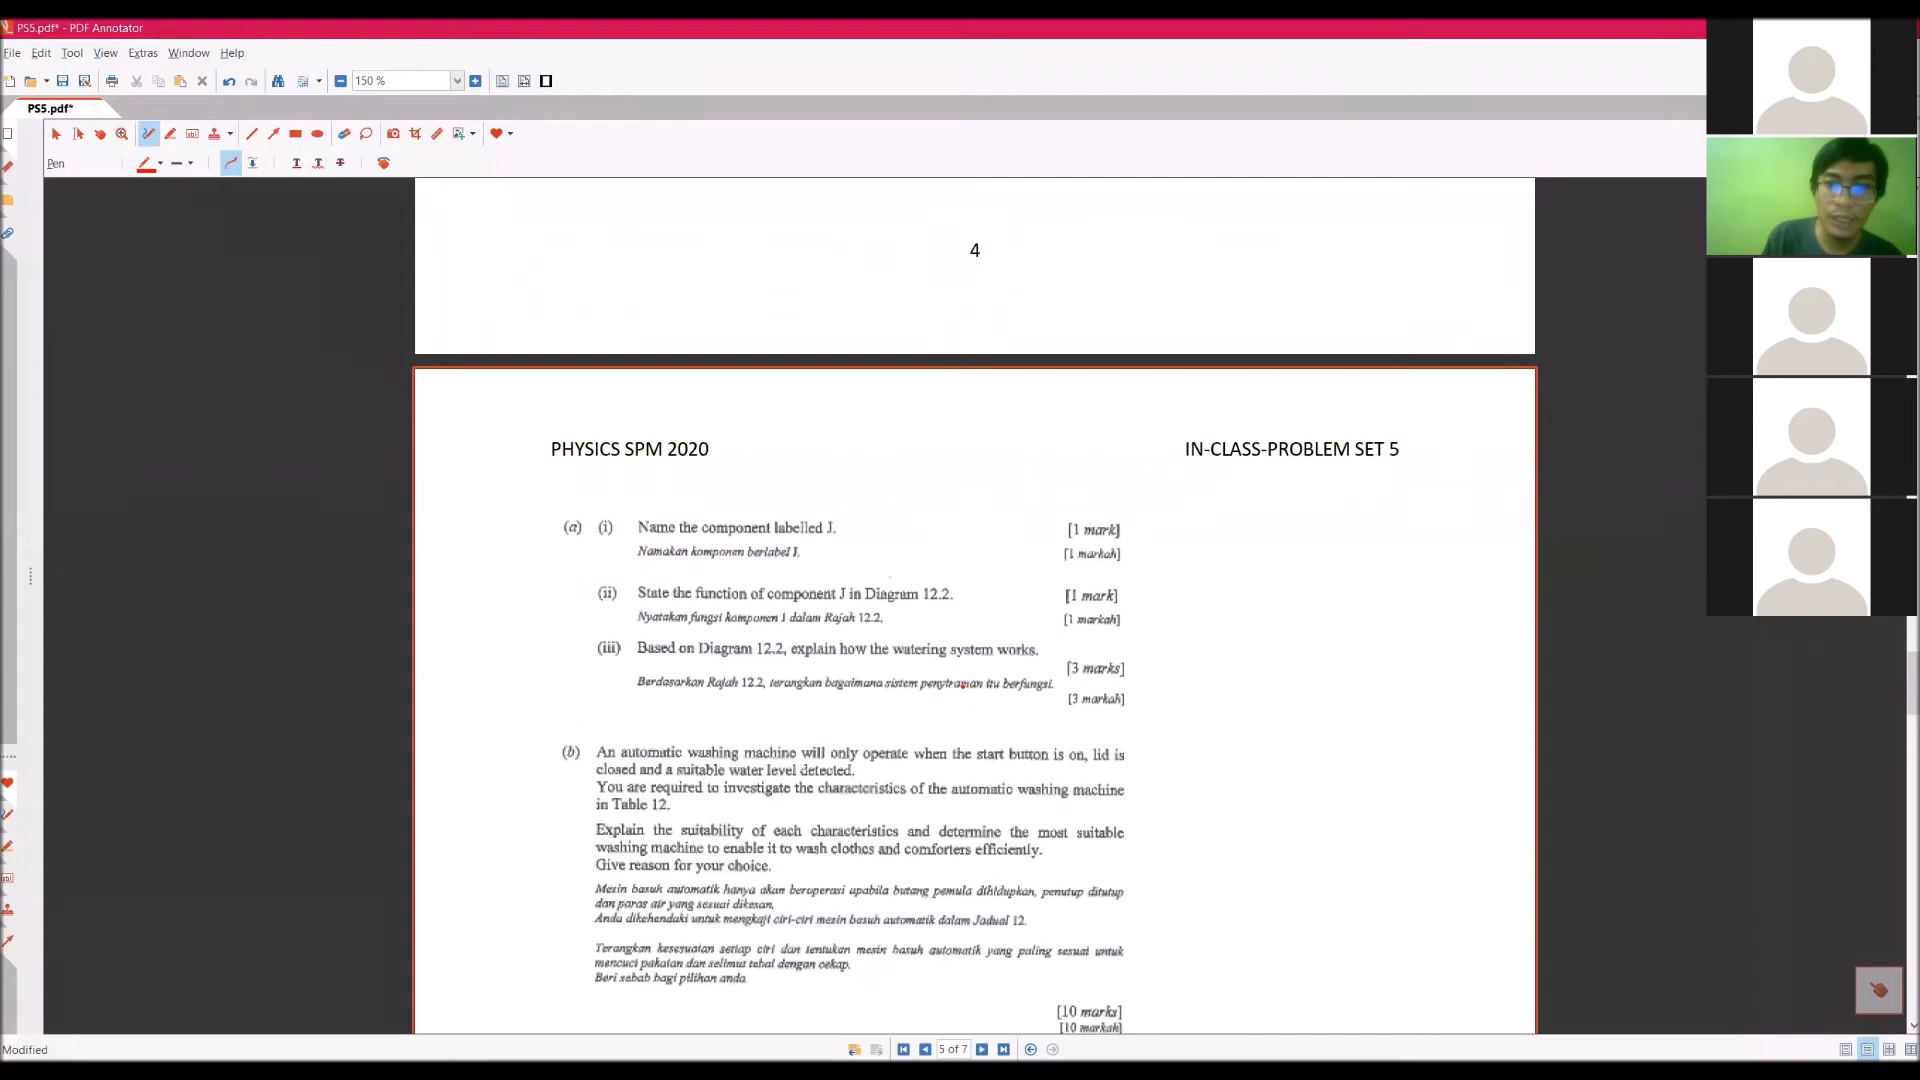 PS5.pdf* - PDF Annotator
File Edit Tool View Extras Window Help
150 %
PS5.pdf*
Pen
4
PHYSICS SPM 2020 IN-CLASS-PROBLEM SET 5
(a) (i) Name the component labelled J. [1 mark]
Namakan komponen berlabel J. [1 markah]
(ii) State the function of component J in Diagram 12.2. [1 mark]
Nyatakan fungsi komponen J dalam Rajah 12.2. [1 markah]
(iii) Based on Diagram 12.2, explain how the watering system works.
[3 marks]
Berdasarkan Rajah 12.2, terangkan bagaimana sistem penyiraman itu berfungsi.
[3 markah]
(b) An automatic washing machine will only operate when the start button is on, lid is
closed and a suitable water level detected.
You are required to investigate the characteristics of the automatic washing machine
in Table 12.
Explain the suitability of each characteristics and determine the most suitable
washing machine to enable it to wash clothes and comforters efficiently.
Give reason for your choice.
Mesin basuh automatik hanya akan beroperasi apabila butang pemula dihidupkan, penutup ditutup
dan paras air yang sesuai dikesan.
Anda dikehendaki untuk mengkaji ciri-ciri mesin basuh automatik dalam Jadual 12.
Terangkan kesesuaian setiap ciri dan tentukan mesin basuh automatik yang paling sesuai untuk
mencuci pakaian dan selimut tebal dengan cekap.
Beri sebab bagi pilihan anda.
[10 marks]
[10 markah]
Modified 5 of 7